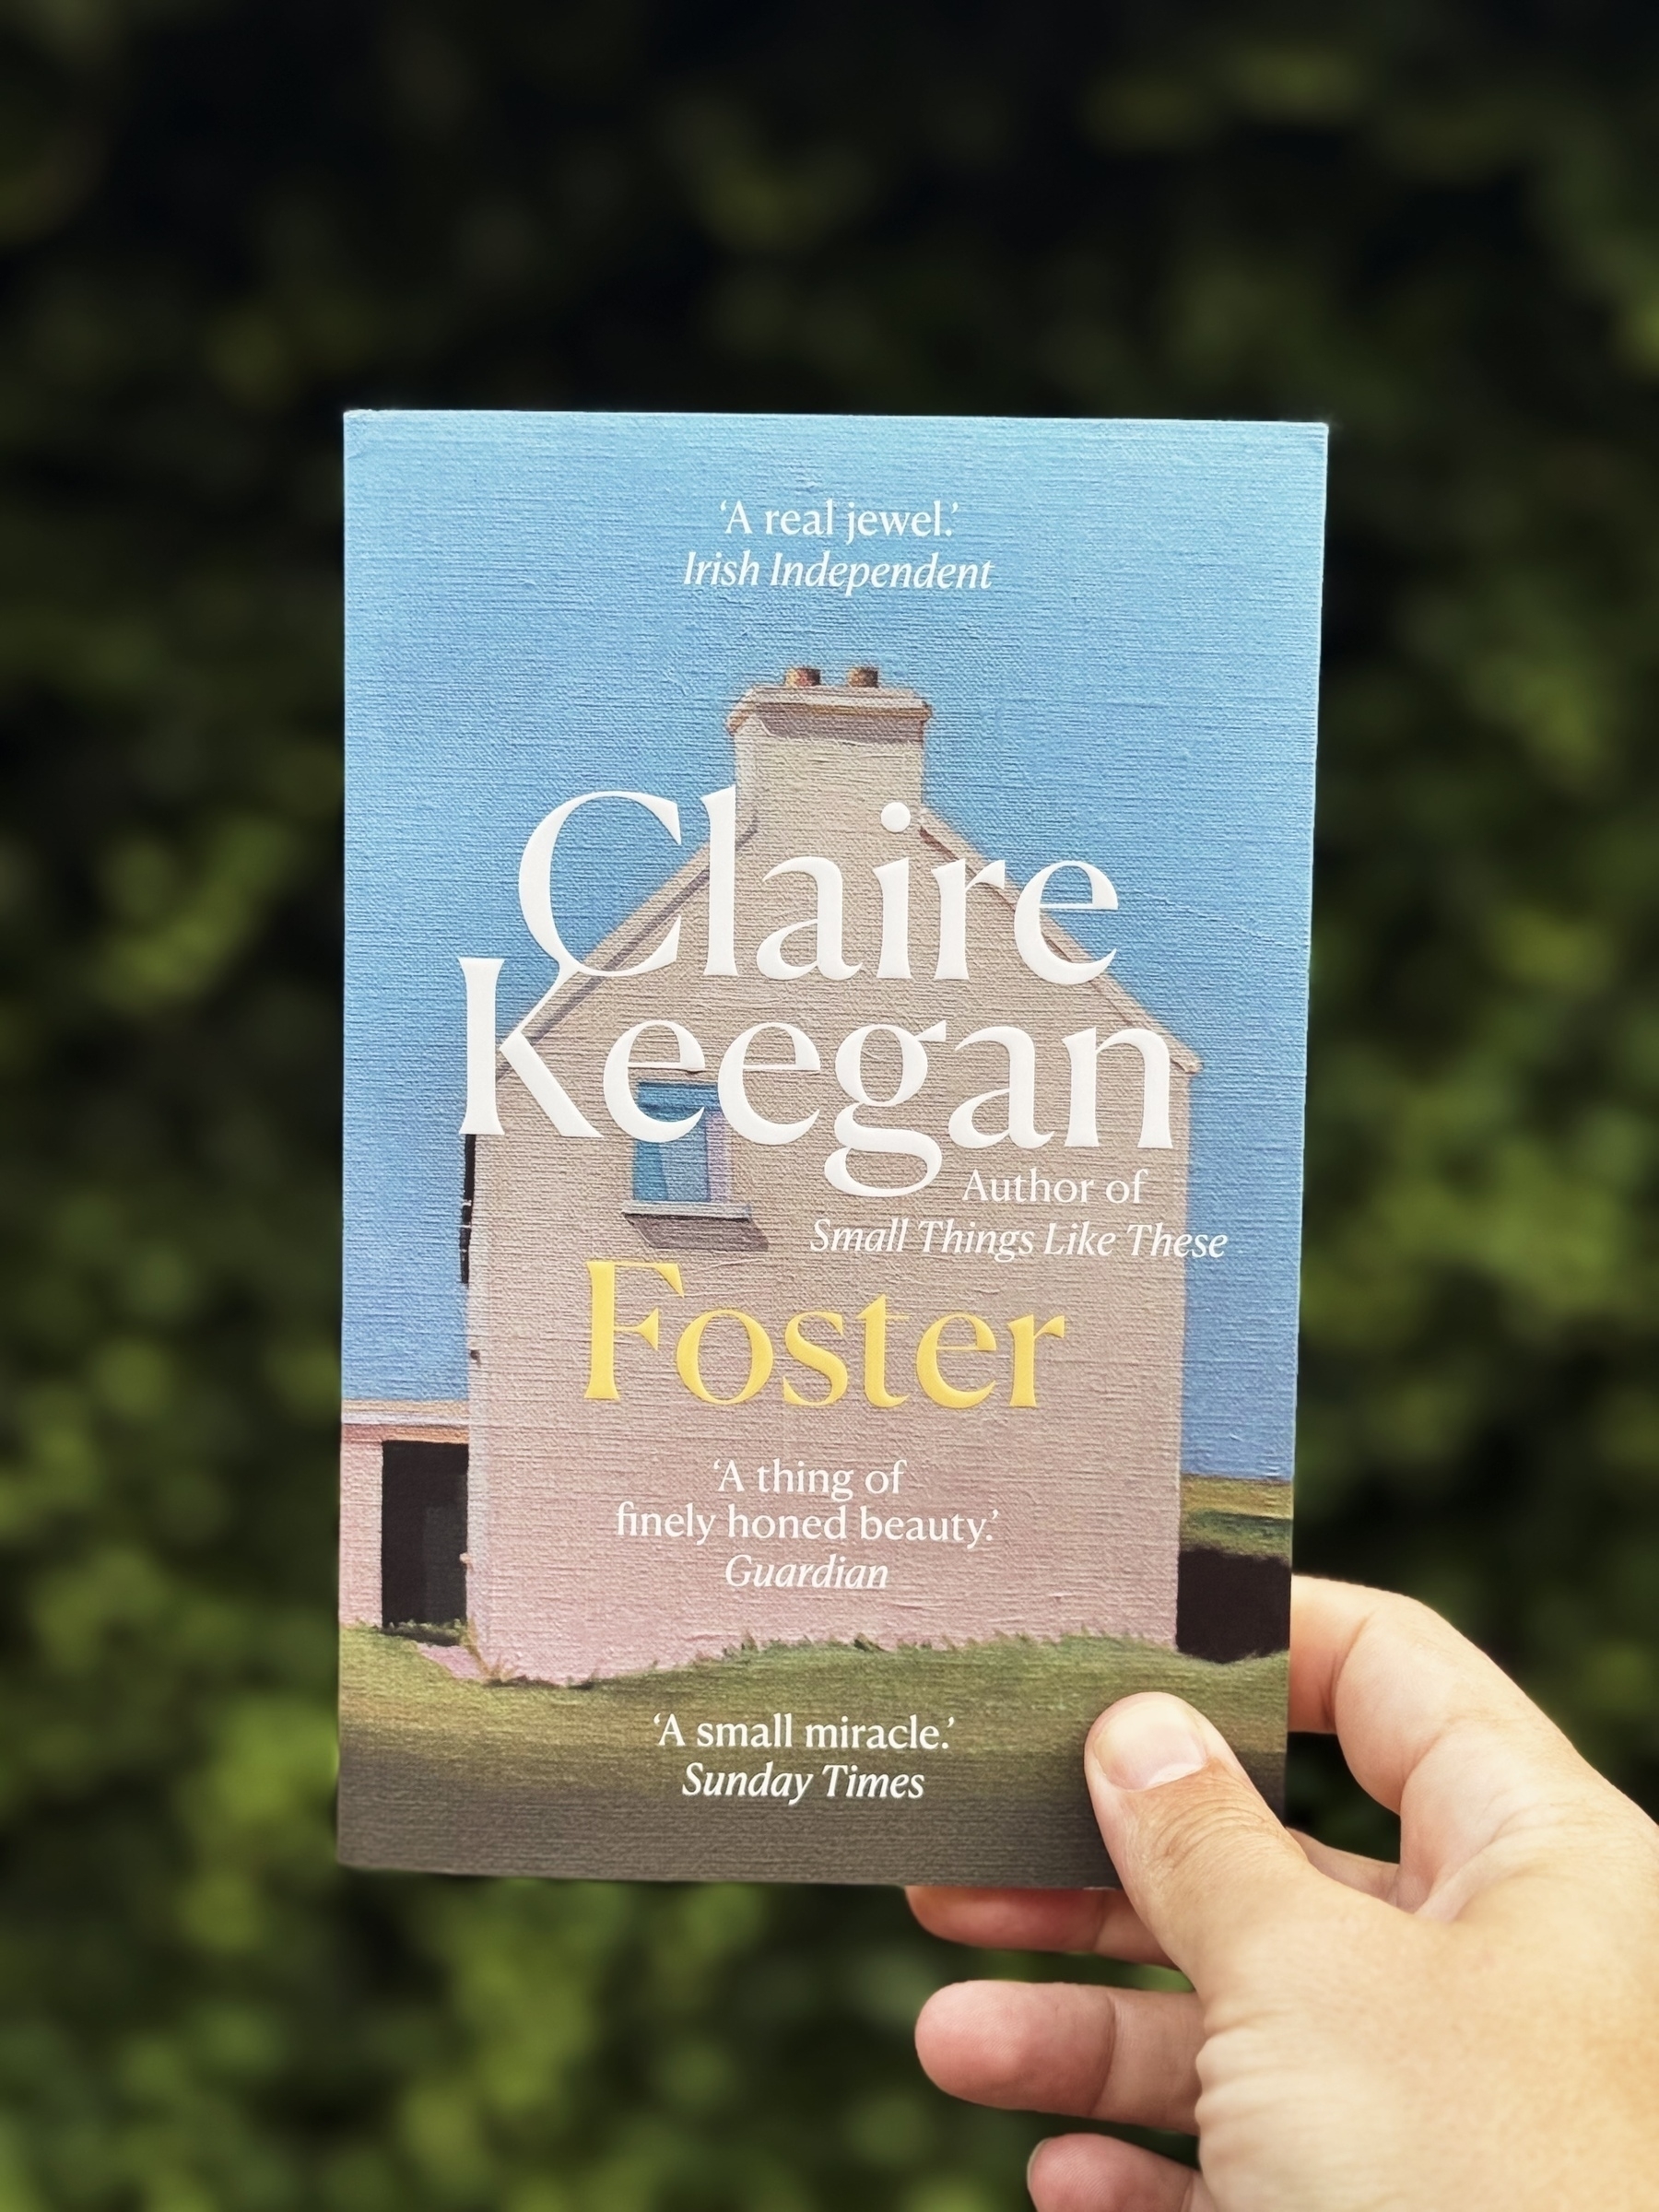 ‘A real jewel.’
Irish Independent
Claire
Keegan
Author of
Small Things Like These
Foster
‘A thing of
finely honed beauty.’
Guardian
‘A small miracle.’
Sunday Times